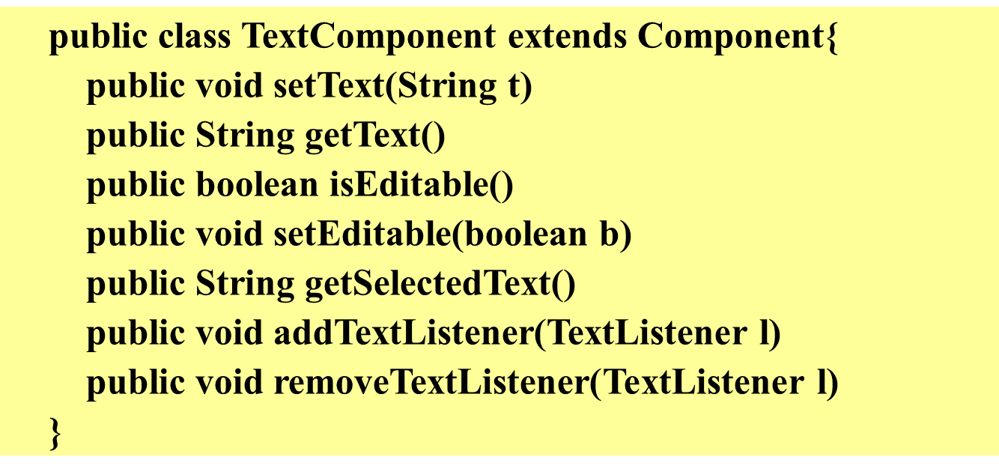 public class TextComponent extends Component{
public void setText(String t)
public String getText()
public boolean isEditable()
public void setEditable(boolean b)
public String getSelectedText()
public void addTextListener(TextListener l)
public void removeTextListener(TextListener l)
}